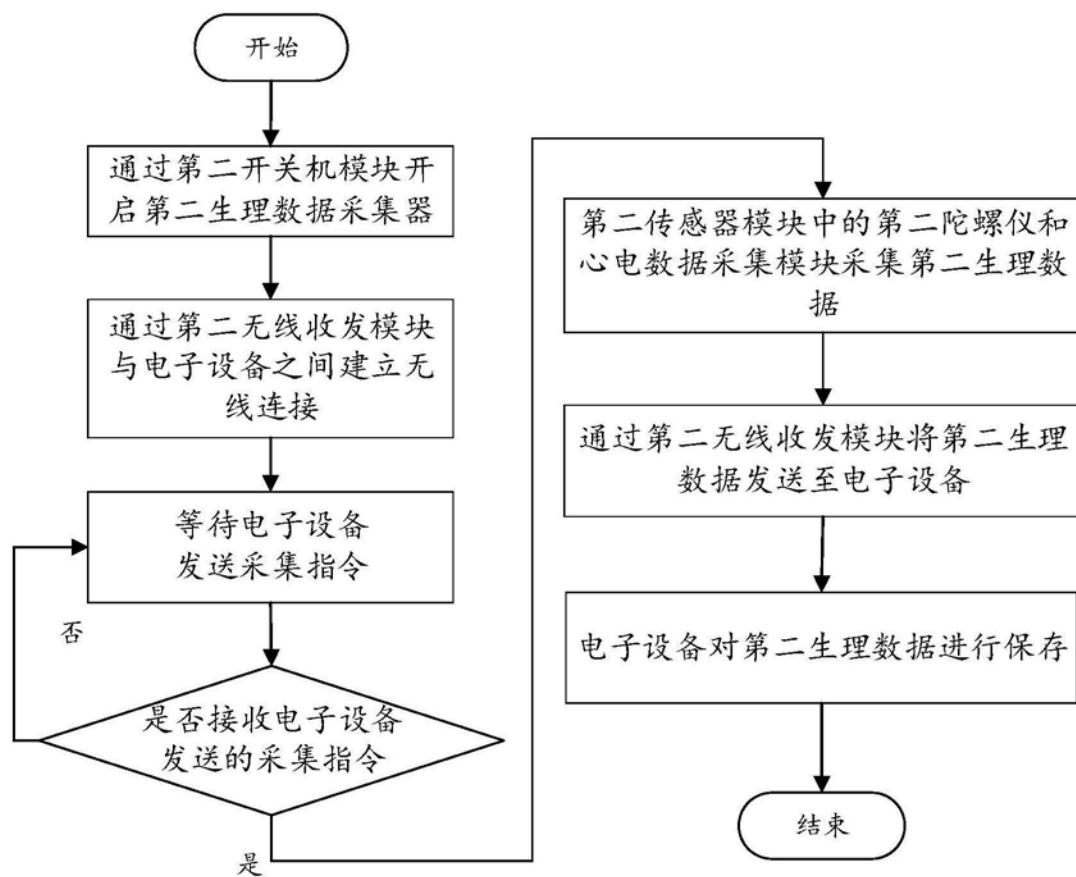 开始
通过第二开关机模块开
启第二生理数据采集器
通过第二无线收发模块
与电子设备之间建立无
线连接
等待电子设备
发送采集指令
否
是否接收电子设备
发送的采集指令
是
第二传感器模块中的第二陀螺仪和
心电数据采集模块采集第二生理数
据
通过第二无线收发模块将第二生理
数据发送至电子设备
电子设备对第二生理数据进行保存
结束